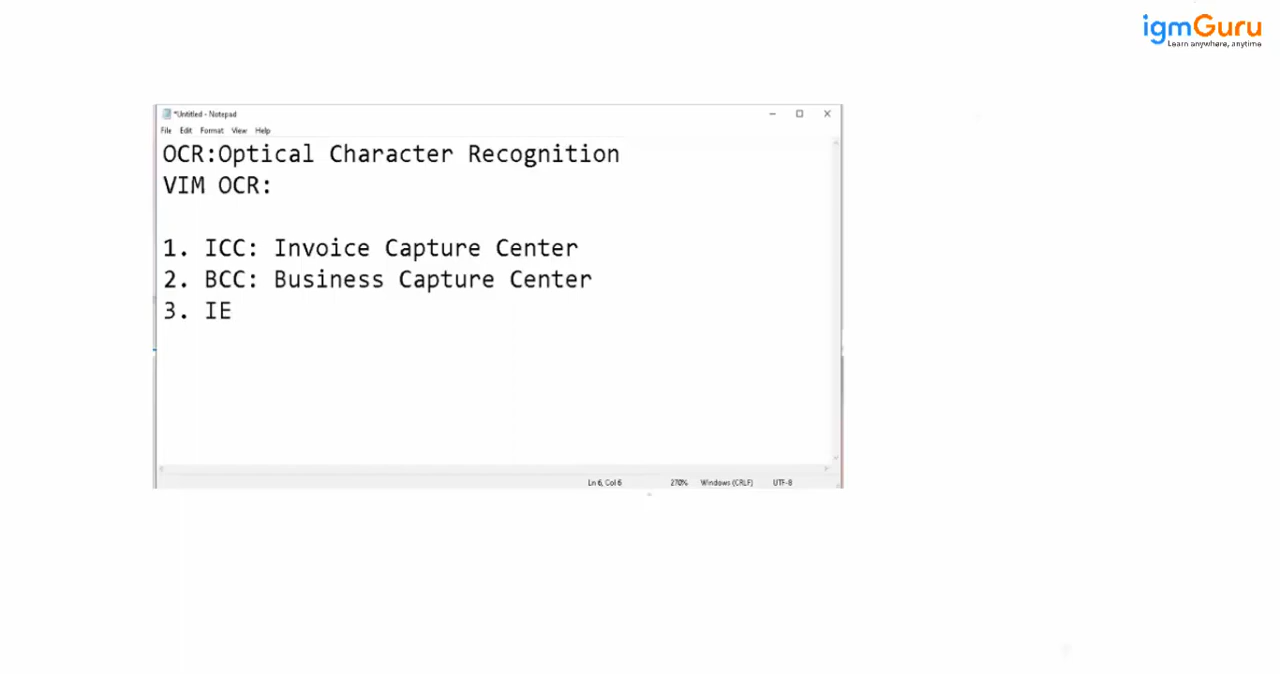 igmGuru
Learn anywhere, anytime
*Untitled - Notepad
File Edit Format View Help
OCR:Optical Character Recognition
VIM OCR:
1. ICC: Invoice Capture Center
2. BCC: Business Capture Center
3. IE
Ln 6, Col 6 270% Windows (CRLF) UTF-8